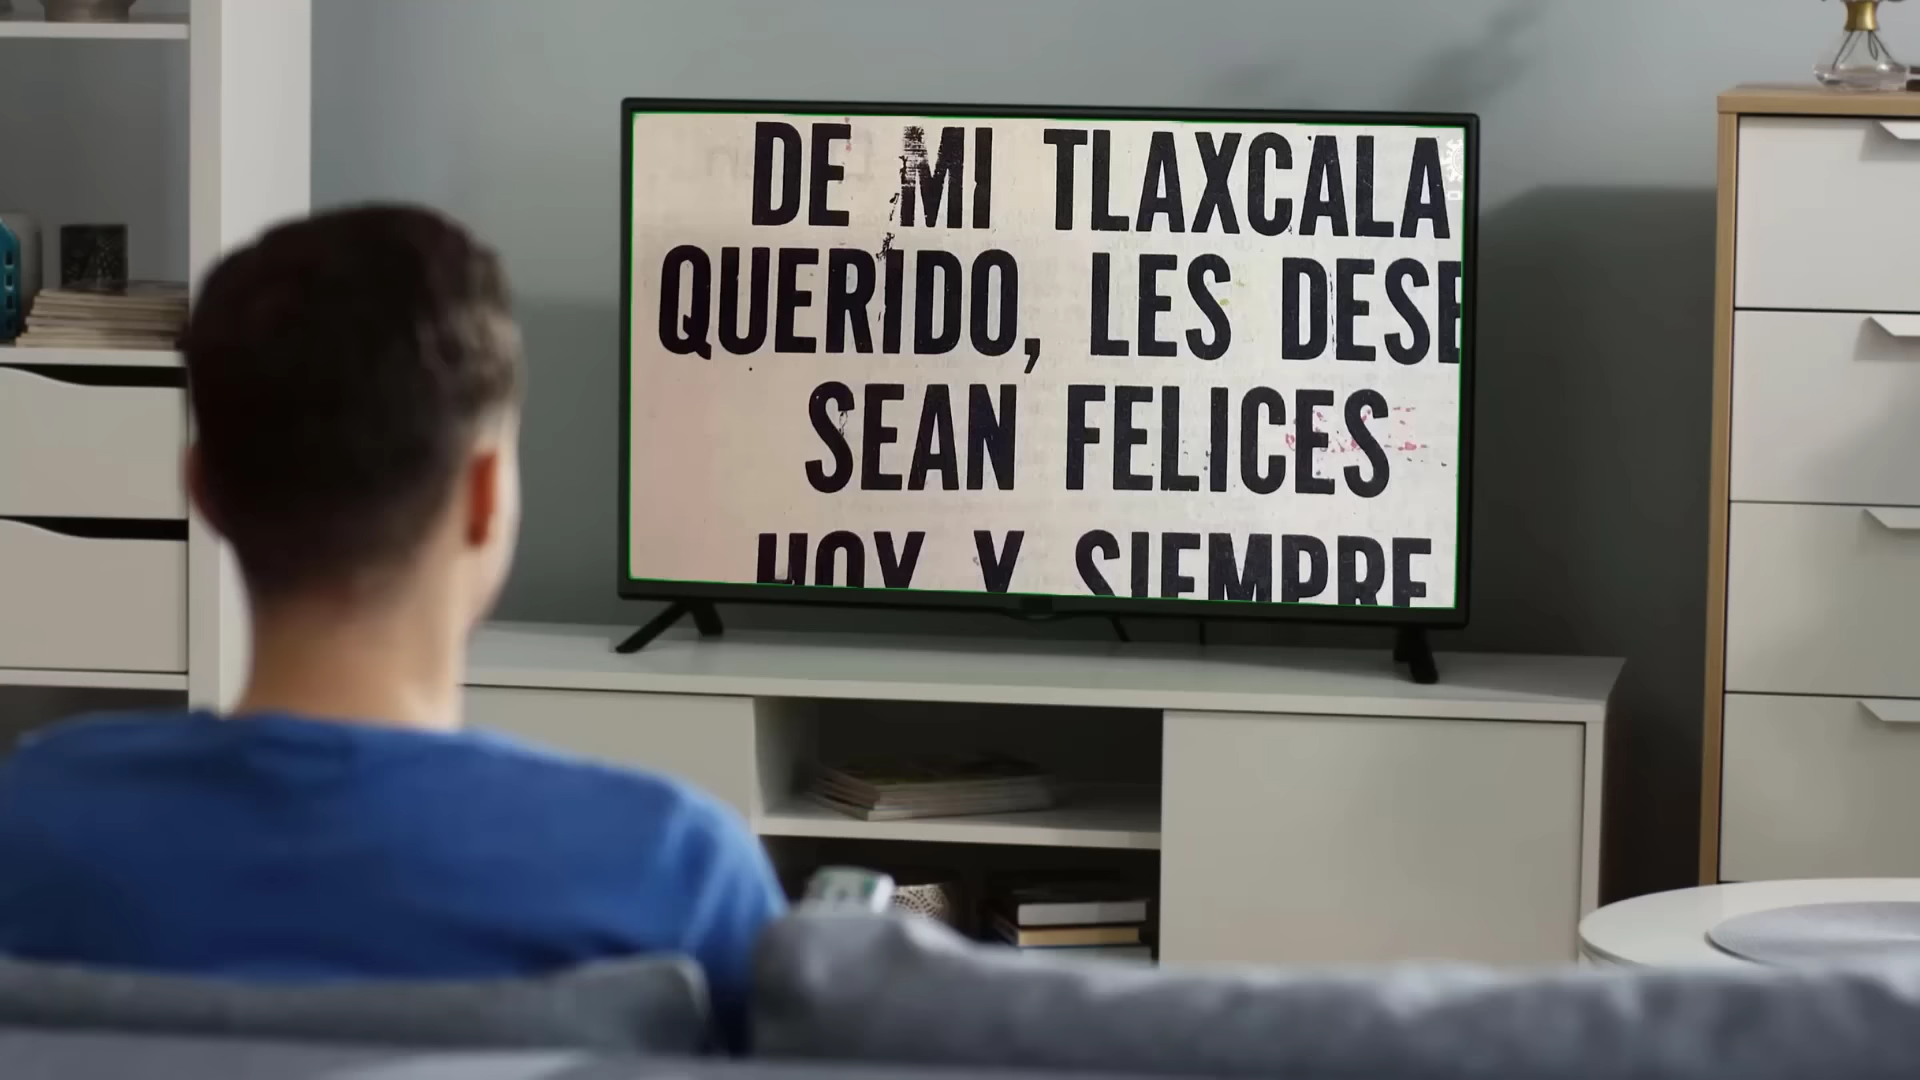 DE MI TLAXCALA
QUERIDO, LES DESE
SEAN FELICES
HOY Y SIEMPRE